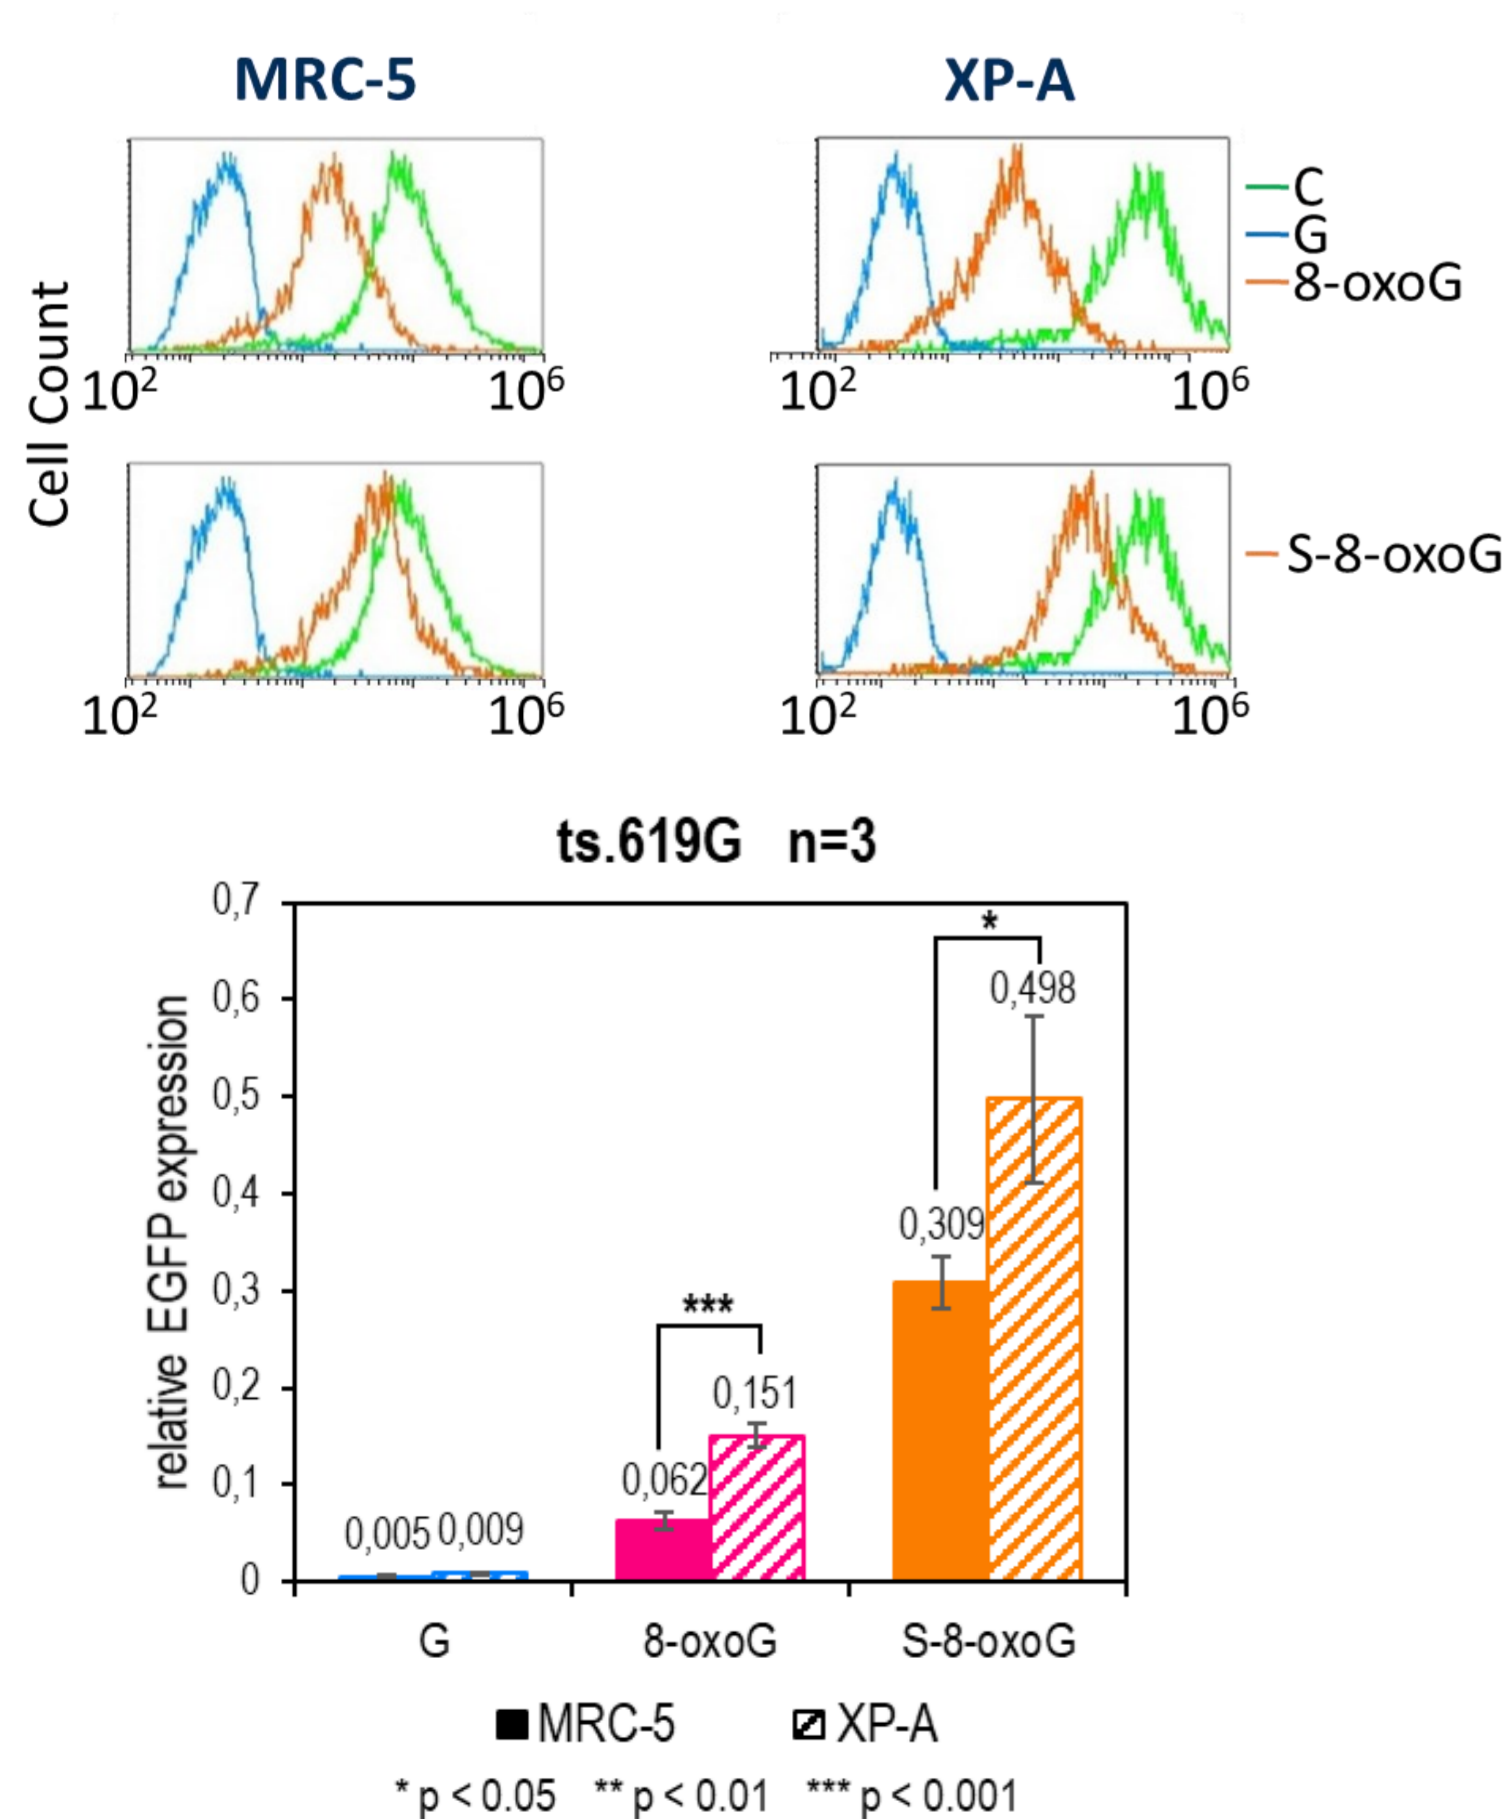 MRC-5 XP-A
C
G
8-oxoG
Cell Count
10² 10⁶ 10² 10⁶
S-8-oxoG
10² 10⁶ 10² 10⁶
ts.619G n=3
relative EGFP expression
0,7
0,6
0,5
0,4
0,3
0,2
0,1
0
*
0,498
0,309
***
0,151
0,062
0,005 0,009
G 8-oxoG S-8-oxoG
MRC-5 XP-A
* p < 0.05 ** p < 0.01 *** p < 0.001